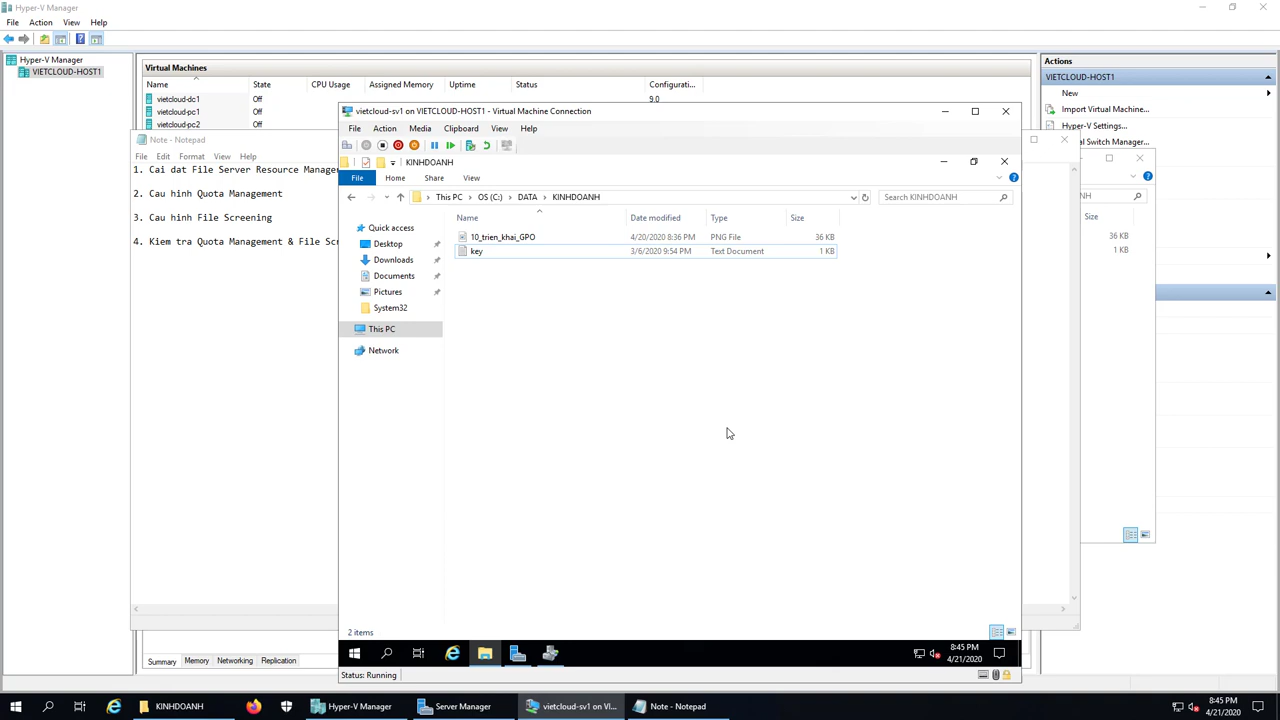 Hyper-V Manager
File Action View Help
Hyper-V Manager
VIETCLOUD-HOST1
Virtual Machines
Name State CPU Usage Assigned Memory Uptime Status Configurati...
vietcloud-dc1 Off 9.0
vietcloud-pc1 Off
vietcloud-pc2 Off
Actions
VIETCLOUD-HOST1
New
Import Virtual Machine...
Hyper-V Settings...
Virtual Switch Manager...
Note - Notepad
File Edit Format View Help
1. Cai dat File Server Resource Manager
2. Cau hinh Quota Management
3. Cau hinh File Screening
4. Kiem tra Quota Management & File Scr
vietcloud-sv1 on VIETCLOUD-HOST1 - Virtual Machine Connection
File Action Media Clipboard View Help
KINHDOANH
File Home Share View
This PC OS (C:) DATA KINHDOANH
Search KINHDOANH
Quick access
Desktop
Downloads
Documents
Pictures
System32
This PC
Network
Name Date modified Type Size
10_trien_khai_GPO 4/20/2020 8:36 PM PNG File 36 KB
key 3/6/2020 9:54 PM Text Document 1 KB
2 items
8:45 PM
4/21/2020
Status: Running
NH
Size
36 KB
1 KB
Summary Memory Networking Replication
KINHDOANH
Hyper-V Manager
Server Manager
vietcloud-sv1 on VI...
Note - Notepad
8:45 PM
4/21/2020